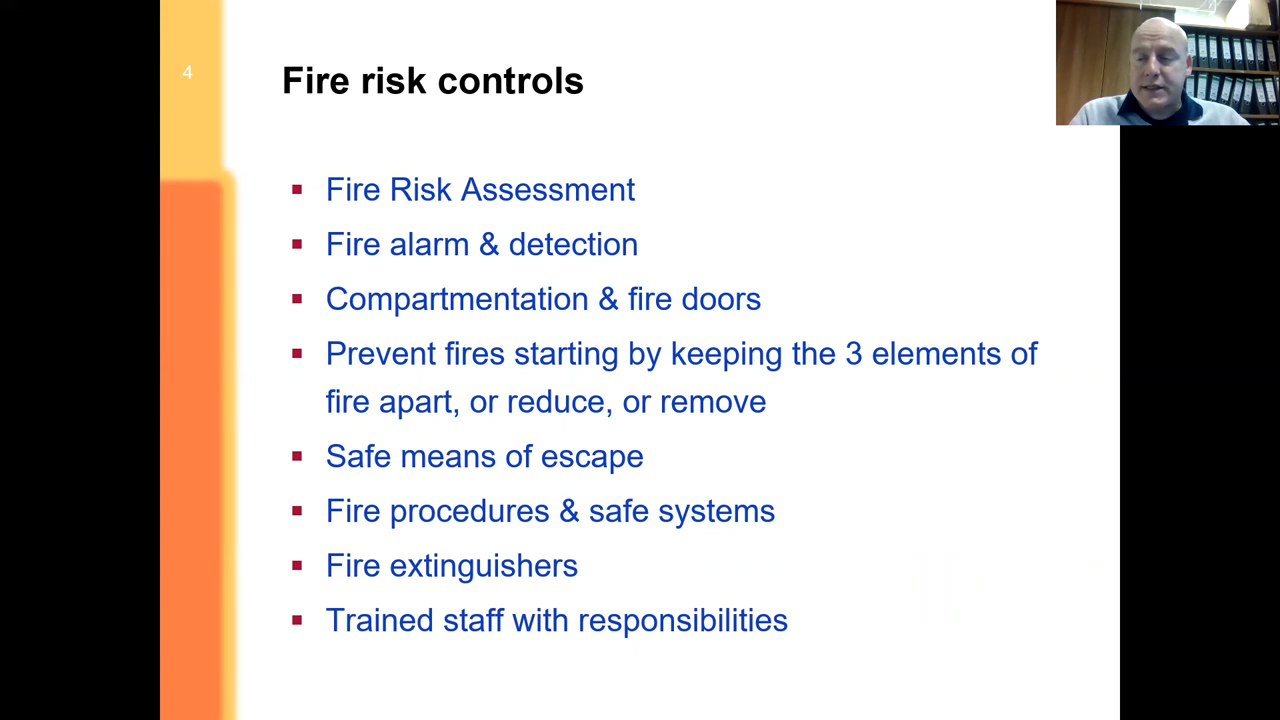 4
Fire risk controls
▪ Fire Risk Assessment
▪ Fire alarm & detection
▪ Compartmentation & fire doors
▪ Prevent fires starting by keeping the 3 elements of
fire apart, or reduce, or remove
▪ Safe means of escape
▪ Fire procedures & safe systems
▪ Fire extinguishers
▪ Trained staff with responsibilities